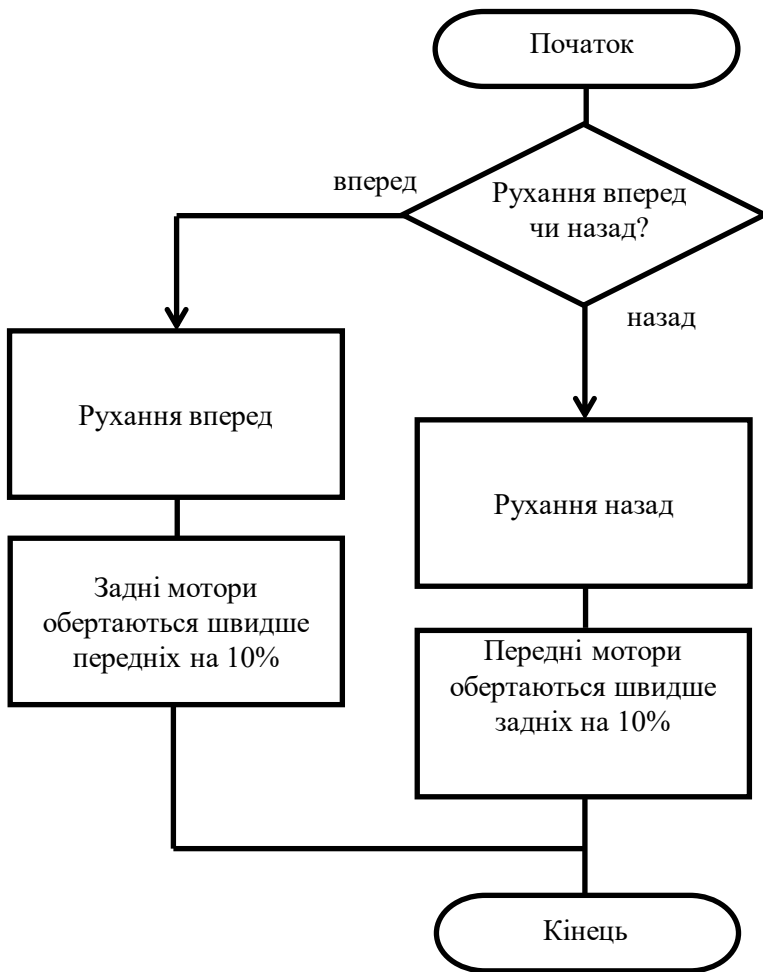 Початок
вперед
Рухання вперед
чи назад?
назад
Рухання вперед
Рухання назад
Задні мотори
обертаються швидше
передніх на 10%
Передні мотори
обертаються швидше
задніх на 10%
Кінець